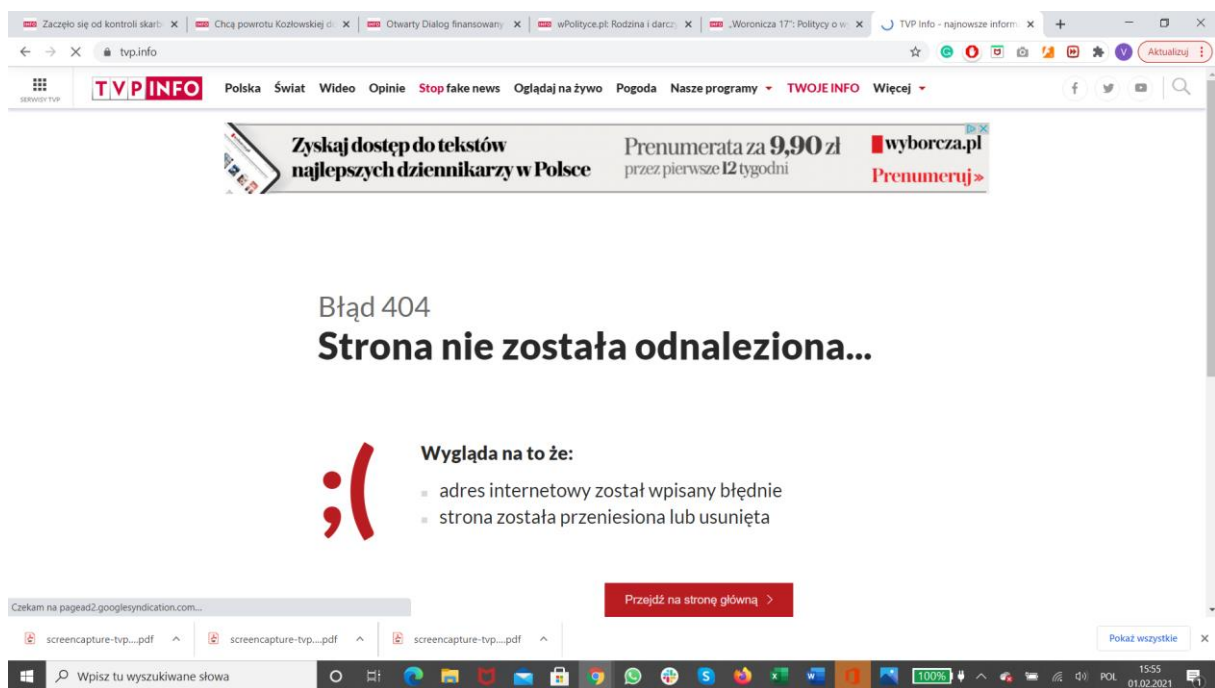 Zaczęło się od kontroli skarb
Chcą powrotu Kozłowskiej d
Otwarty Dialog finansowany
wPolityce.pl: Rodzina i darcz
„Woronicza 17”: Politycy o w
TVP Info - najnowsze inform
tvp.info
Aktualizuj
SERWISY TVP
TVP INFO
Polska Świat Wideo Opinie Stop fake news Oglądaj na żywo Pogoda Nasze programy TWOJE INFO Więcej
Zyskaj dostęp do tekstów
najlepszych dziennikarzy w Polsce
Prenumerata za 9,90 zł
przez pierwsze 12 tygodni
wyborcza.pl
Prenumeruj »
Błąd 404
Strona nie została odnaleziona...
;(
Wygląda na to że:
adres internetowy został wpisany błędnie
strona została przeniesiona lub usunięta
Przejdź na stronę główną >
Czekam na pagead2.googlesyndication.com...
screencapture-tvp....pdf
screencapture-tvp....pdf
screencapture-tvp....pdf
Pokaż wszystkie
Wpisz tu wyszukiwane słowa
100%
POL
15:55
01.02.2021